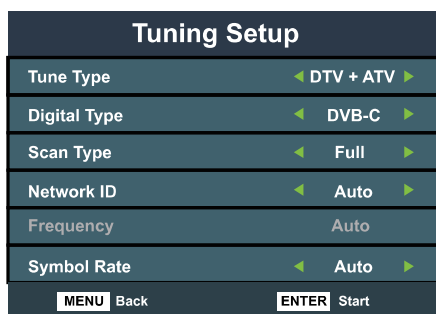 Tuning Setup
Tune Type DTV + ATV
Digital Type DVB-C
Scan Type Full
Network ID Auto
Frequency Auto
Symbol Rate Auto
MENU Back ENTER Start